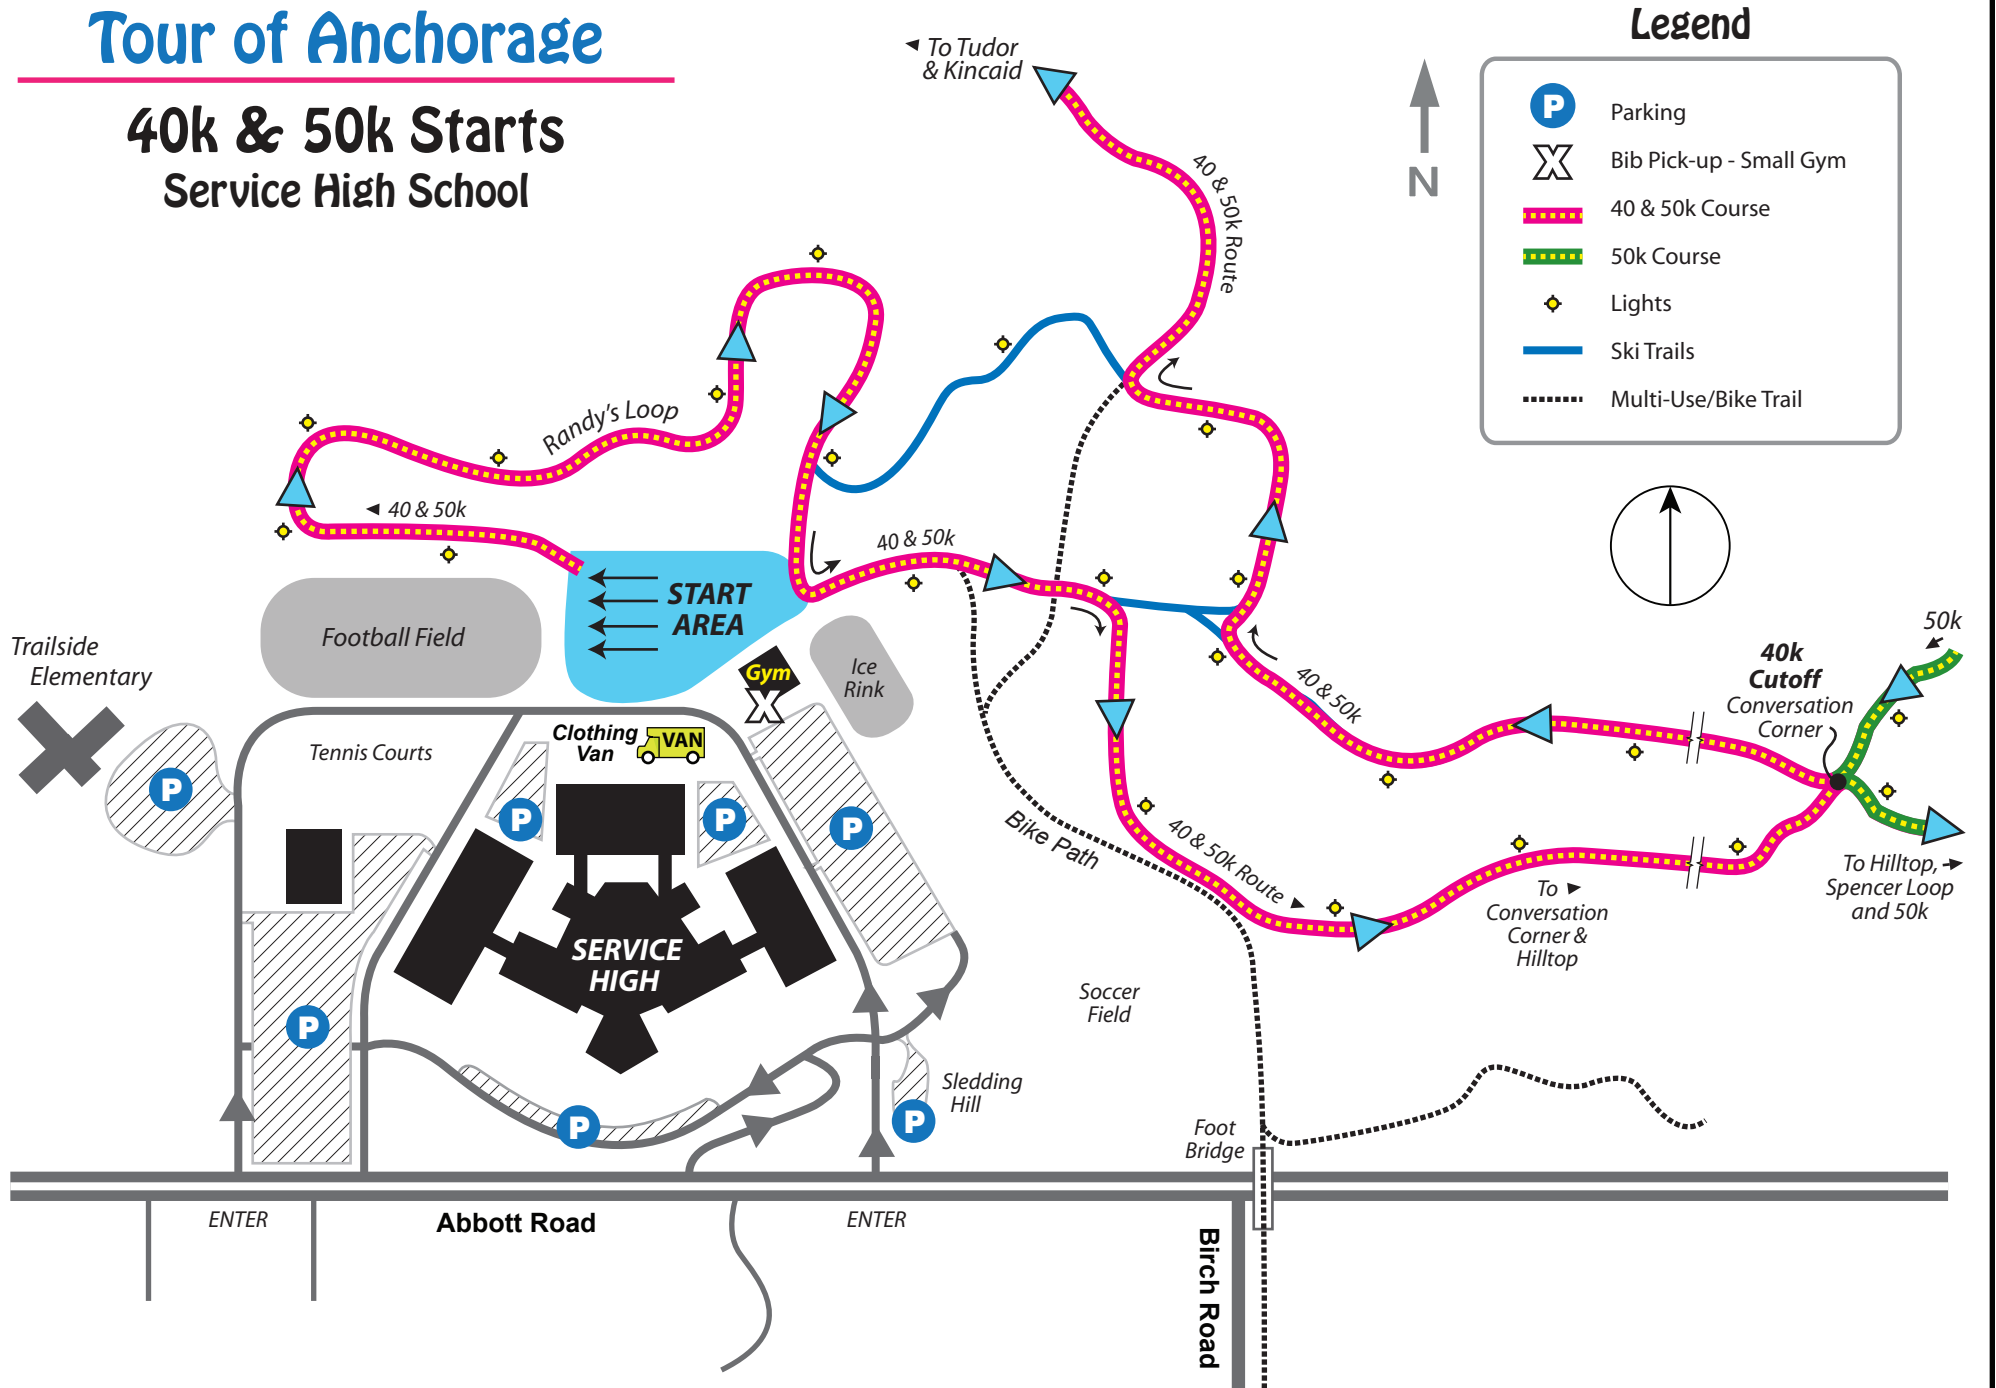 Tour of Anchorage
40k & 50k Starts
Service High School
To Tudor
& Kincaid
N
Legend
P
Parking
X
Bib Pick-up - Small Gym
40 & 50k Course
50k Course
Lights
Ski Trails
Multi-Use/Bike Trail
40 & 50k Route
Randy's Loop
40 & 50k
40 & 50k
START
AREA
Football Field
Trailside
Elementary
Gym
X
Ice
Rink
40 & 50k
50k
40k
Cutoff
Conversation
Corner
Tennis Courts
Clothing
Van
VAN
P
P
P
P
Bike Path
40 & 50k Route
To
Conversation
Corner &
Hilltop
To Hilltop,
Spencer Loop
and 50k
SERVICE
HIGH
P
Soccer
Field
Sledding
Hill
P
P
Foot
Bridge
ENTER
Abbott Road
ENTER
Birch Road